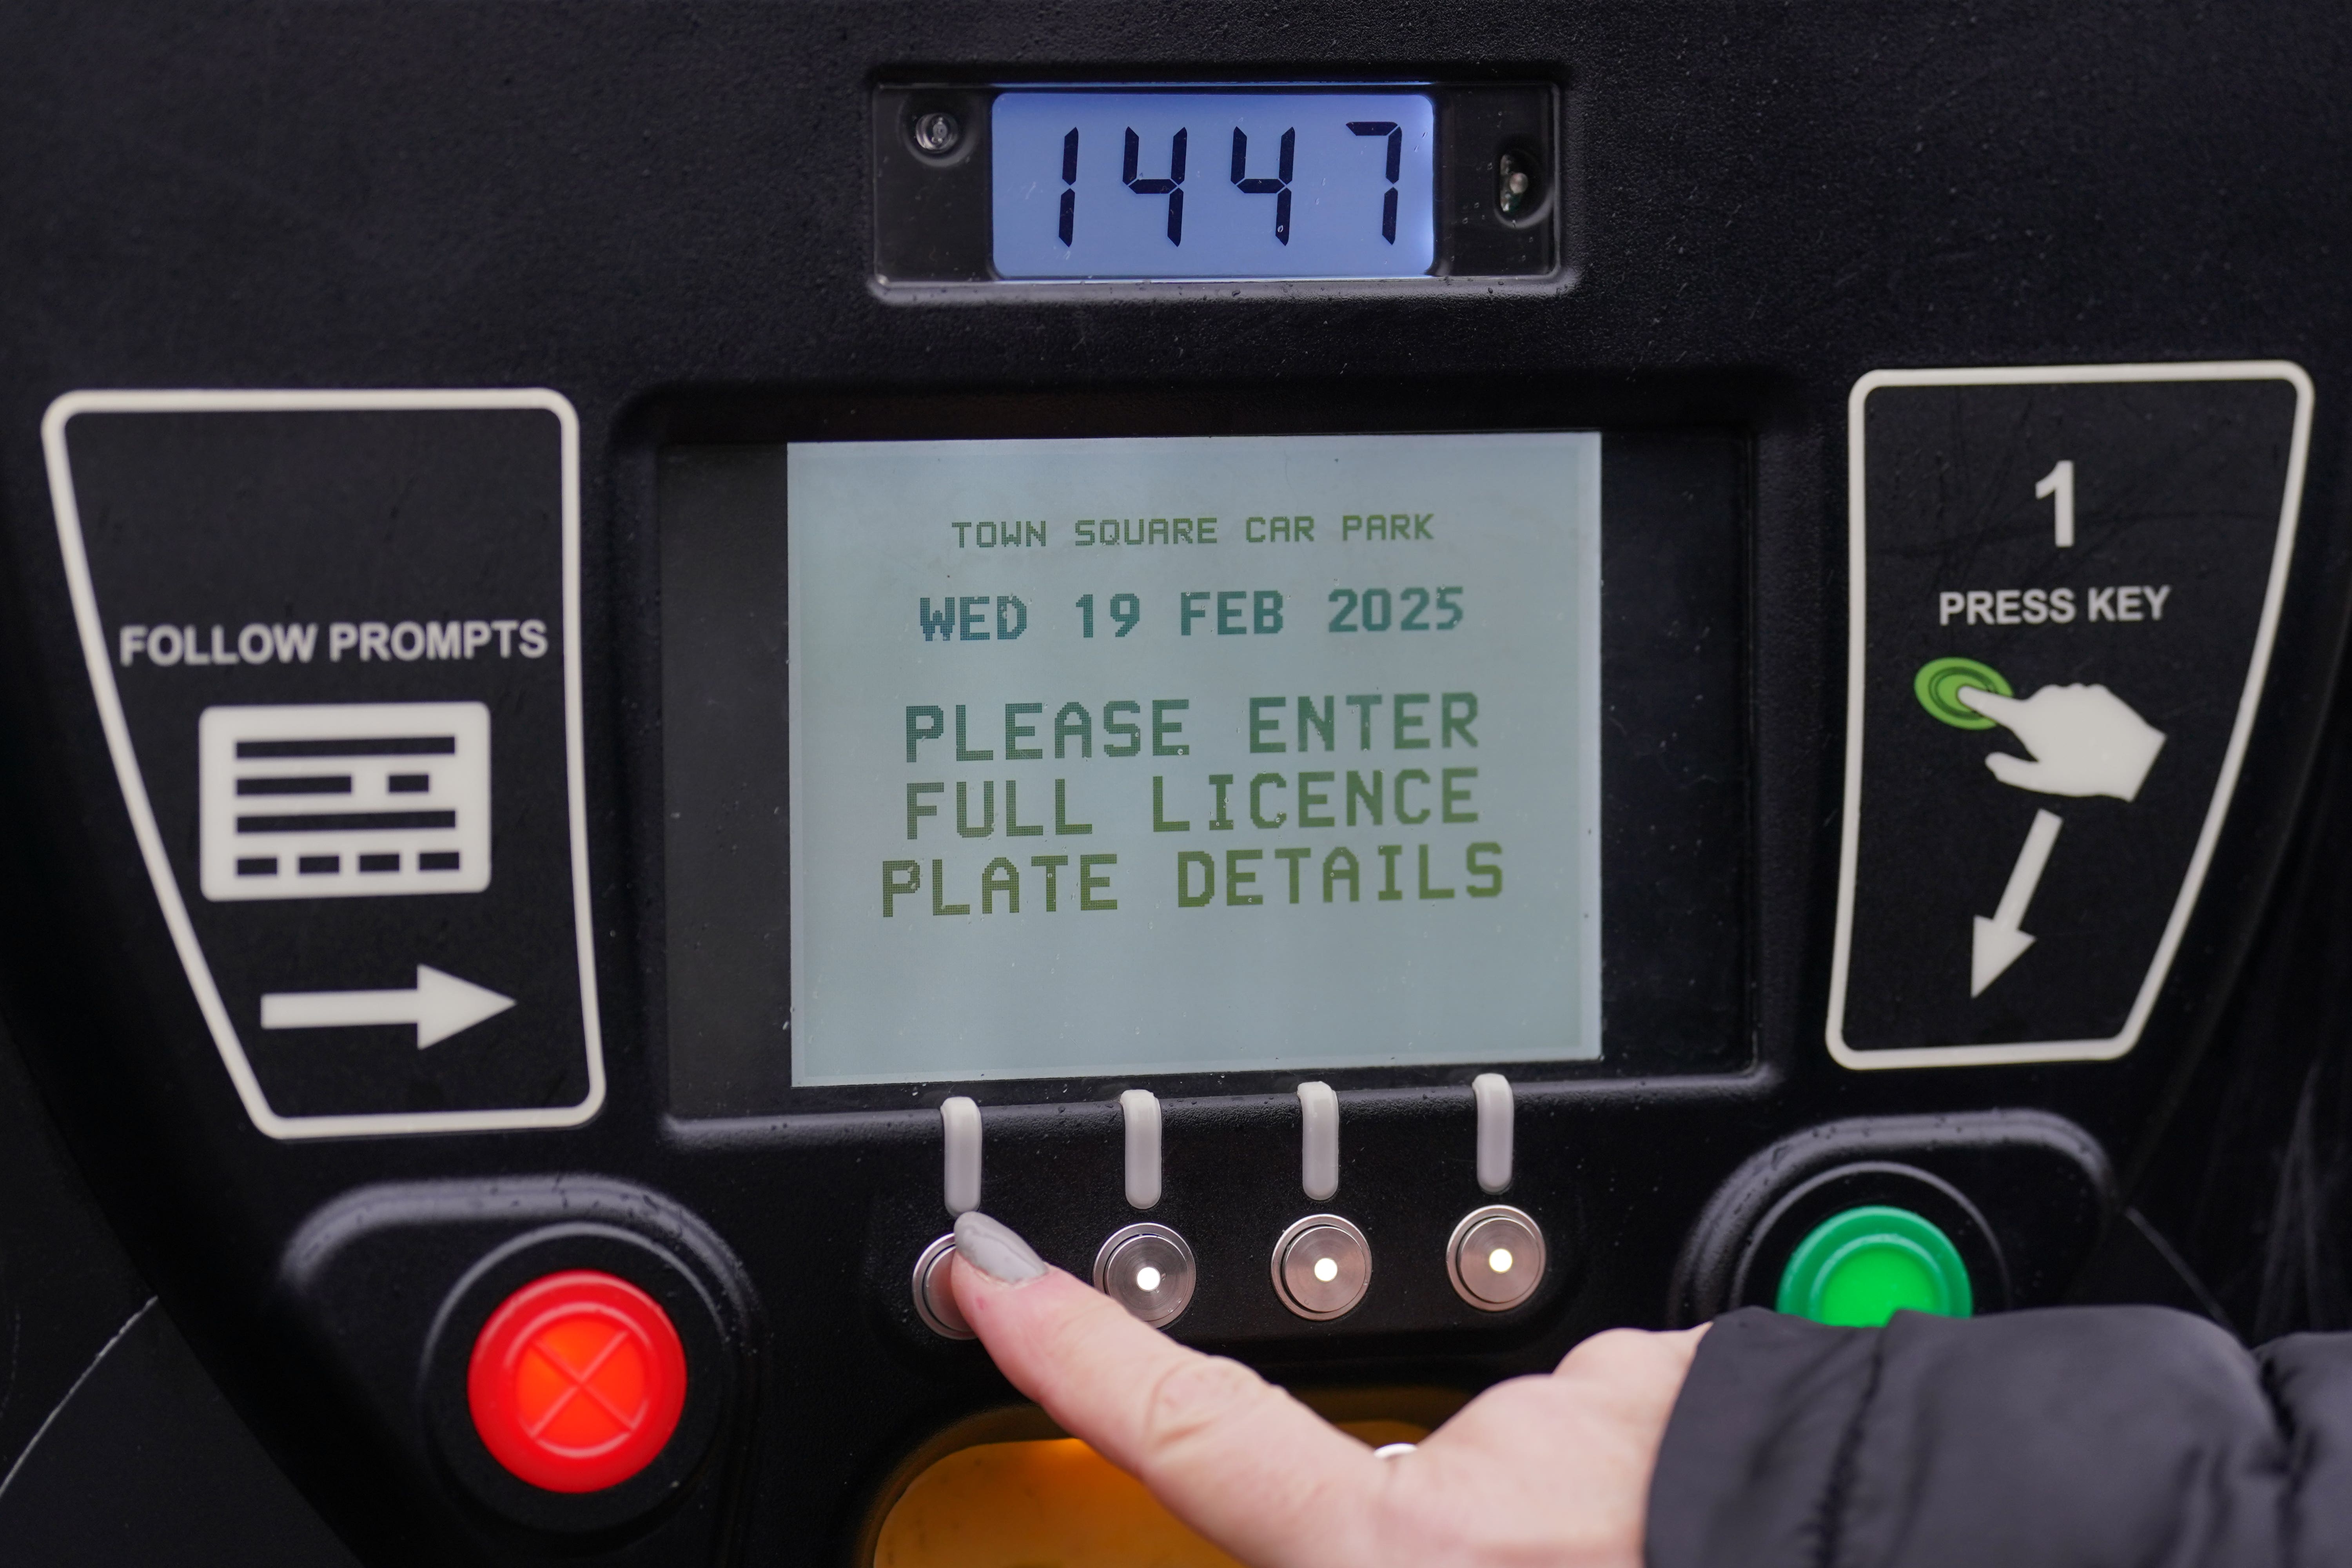 1447
TOWN SQUARE CAR PARK
WED 19 FEB 2025
PLEASE ENTER
FULL LICENCE
PLATE DETAILS
FOLLOW PROMPTS
1
PRESS KEY